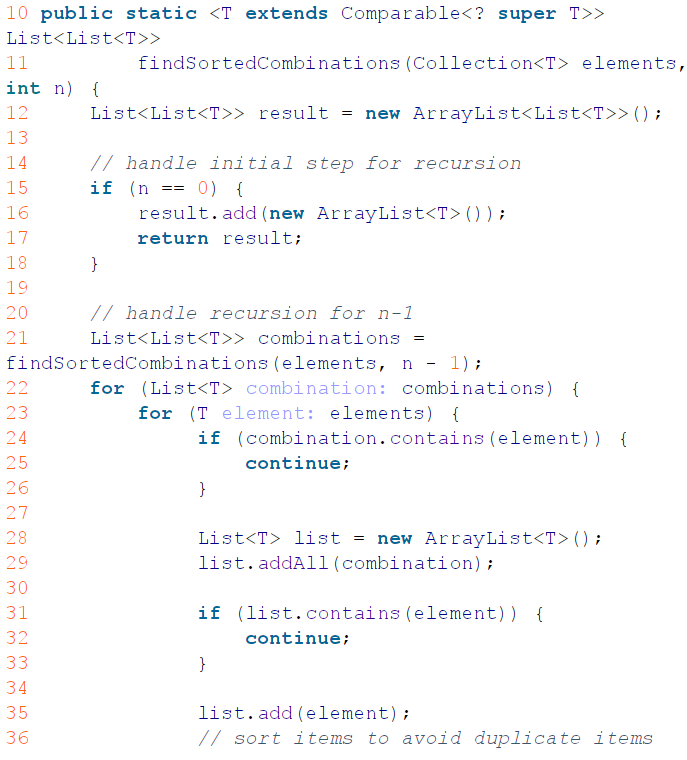 10 public static <T extends Comparable<? super T>>
List<List<T>>
11         findSortedCombinations(Collection<T> elements,
int n) {
12     List<List<T>> result = new ArrayList<List<T>>();
13
14     // handle initial step for recursion
15     if (n == 0) {
16         result.add(new ArrayList<T>());
17         return result;
18     }
19
20     // handle recursion for n-1
21     List<List<T>> combinations =
findSortedCombinations(elements, n - 1);
22     for (List<T> combination: combinations) {
23         for (T element: elements) {
24              if (combination.contains(element)) {
25                  continue;
26              }
27
28              List<T> list = new ArrayList<T>();
29              list.addAll(combination);
30
31              if (list.contains(element)) {
32                  continue;
33              }
34
35              list.add(element);
36              // sort items to avoid duplicate items